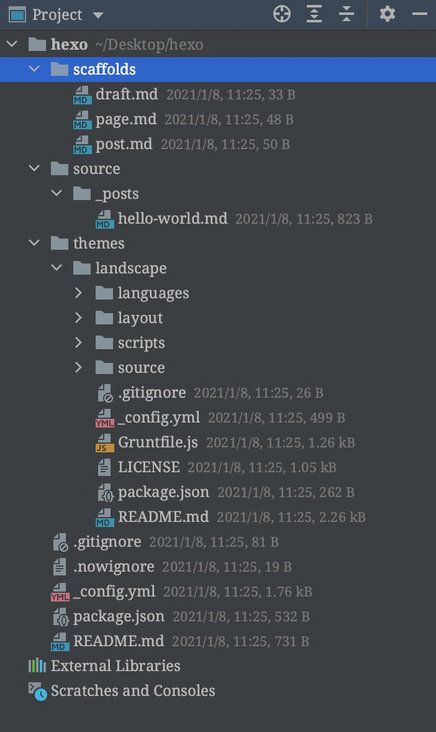 Project
hexo ~/Desktop/hexo
scaffolds
MD draft.md 2021/1/8, 11:25, 33 B
MD page.md 2021/1/8, 11:25, 48 B
MD post.md 2021/1/8, 11:25, 50 B
source
_posts
MD hello-world.md 2021/1/8, 11:25, 823 B
themes
landscape
languages
layout
scripts
source
.gitignore 2021/1/8, 11:25, 26 B
YML _config.yml 2021/1/8, 11:25, 499 B
JS Gruntfile.js 2021/1/8, 11:25, 1.26 kB
LICENSE 2021/1/8, 11:25, 1.05 kB
package.json 2021/1/8, 11:25, 262 B
MD README.md 2021/1/8, 11:25, 2.26 kB
.gitignore 2021/1/8, 11:25, 81 B
.nowignore 2021/1/8, 11:25, 19 B
YML _config.yml 2021/1/8, 11:25, 1.76 kB
package.json 2021/1/8, 11:25, 532 B
MD README.md 2021/1/8, 11:25, 731 B
External Libraries
Scratches and Consoles